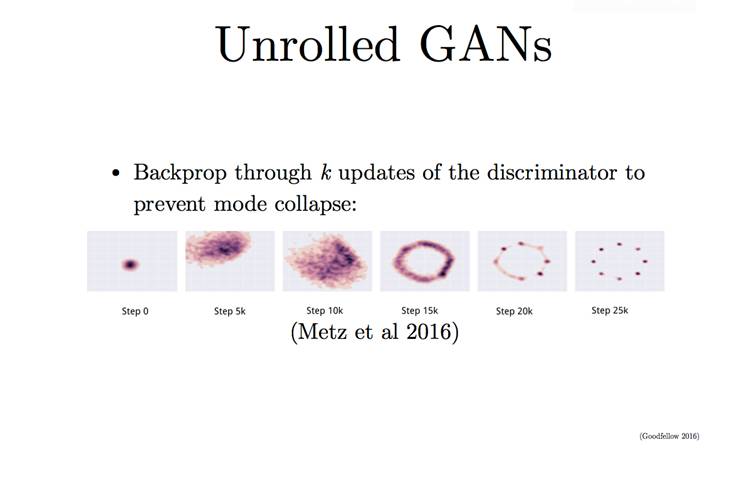 Unrolled GANs
• Backprop through k updates of the discriminator to
prevent mode collapse:
Step 0 Step 5k Step 10k Step 15k Step 20k Step 25k
(Metz et al 2016)
(Goodfellow 2016)